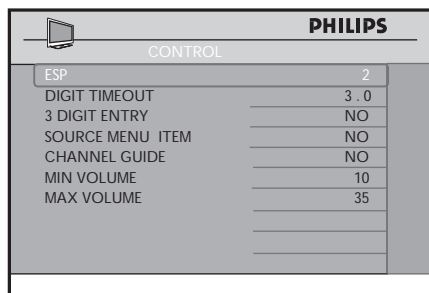 PHILIPS
CONTROL
ESP 2
DIGIT TIMEOUT 3 . 0
3 DIGIT ENTRY NO
SOURCE MENU ITEM NO
CHANNEL GUIDE NO
MIN VOLUME 10
MAX VOLUME 35